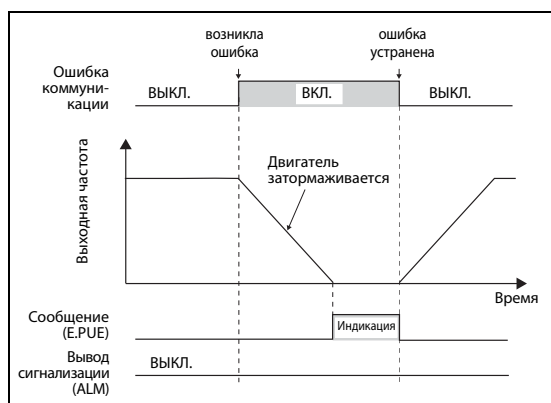 возникла
ошибка
ошибка
устранена
Ошибка
коммуни-
кации
ВЫКЛ.
ВКЛ.
ВЫКЛ.
Выходная частота
Двигатель
затормаживается
Время
Сообщение
(E.PUE)
Индикация
Вывод
сигнализации
(ALM)
ВЫКЛ.